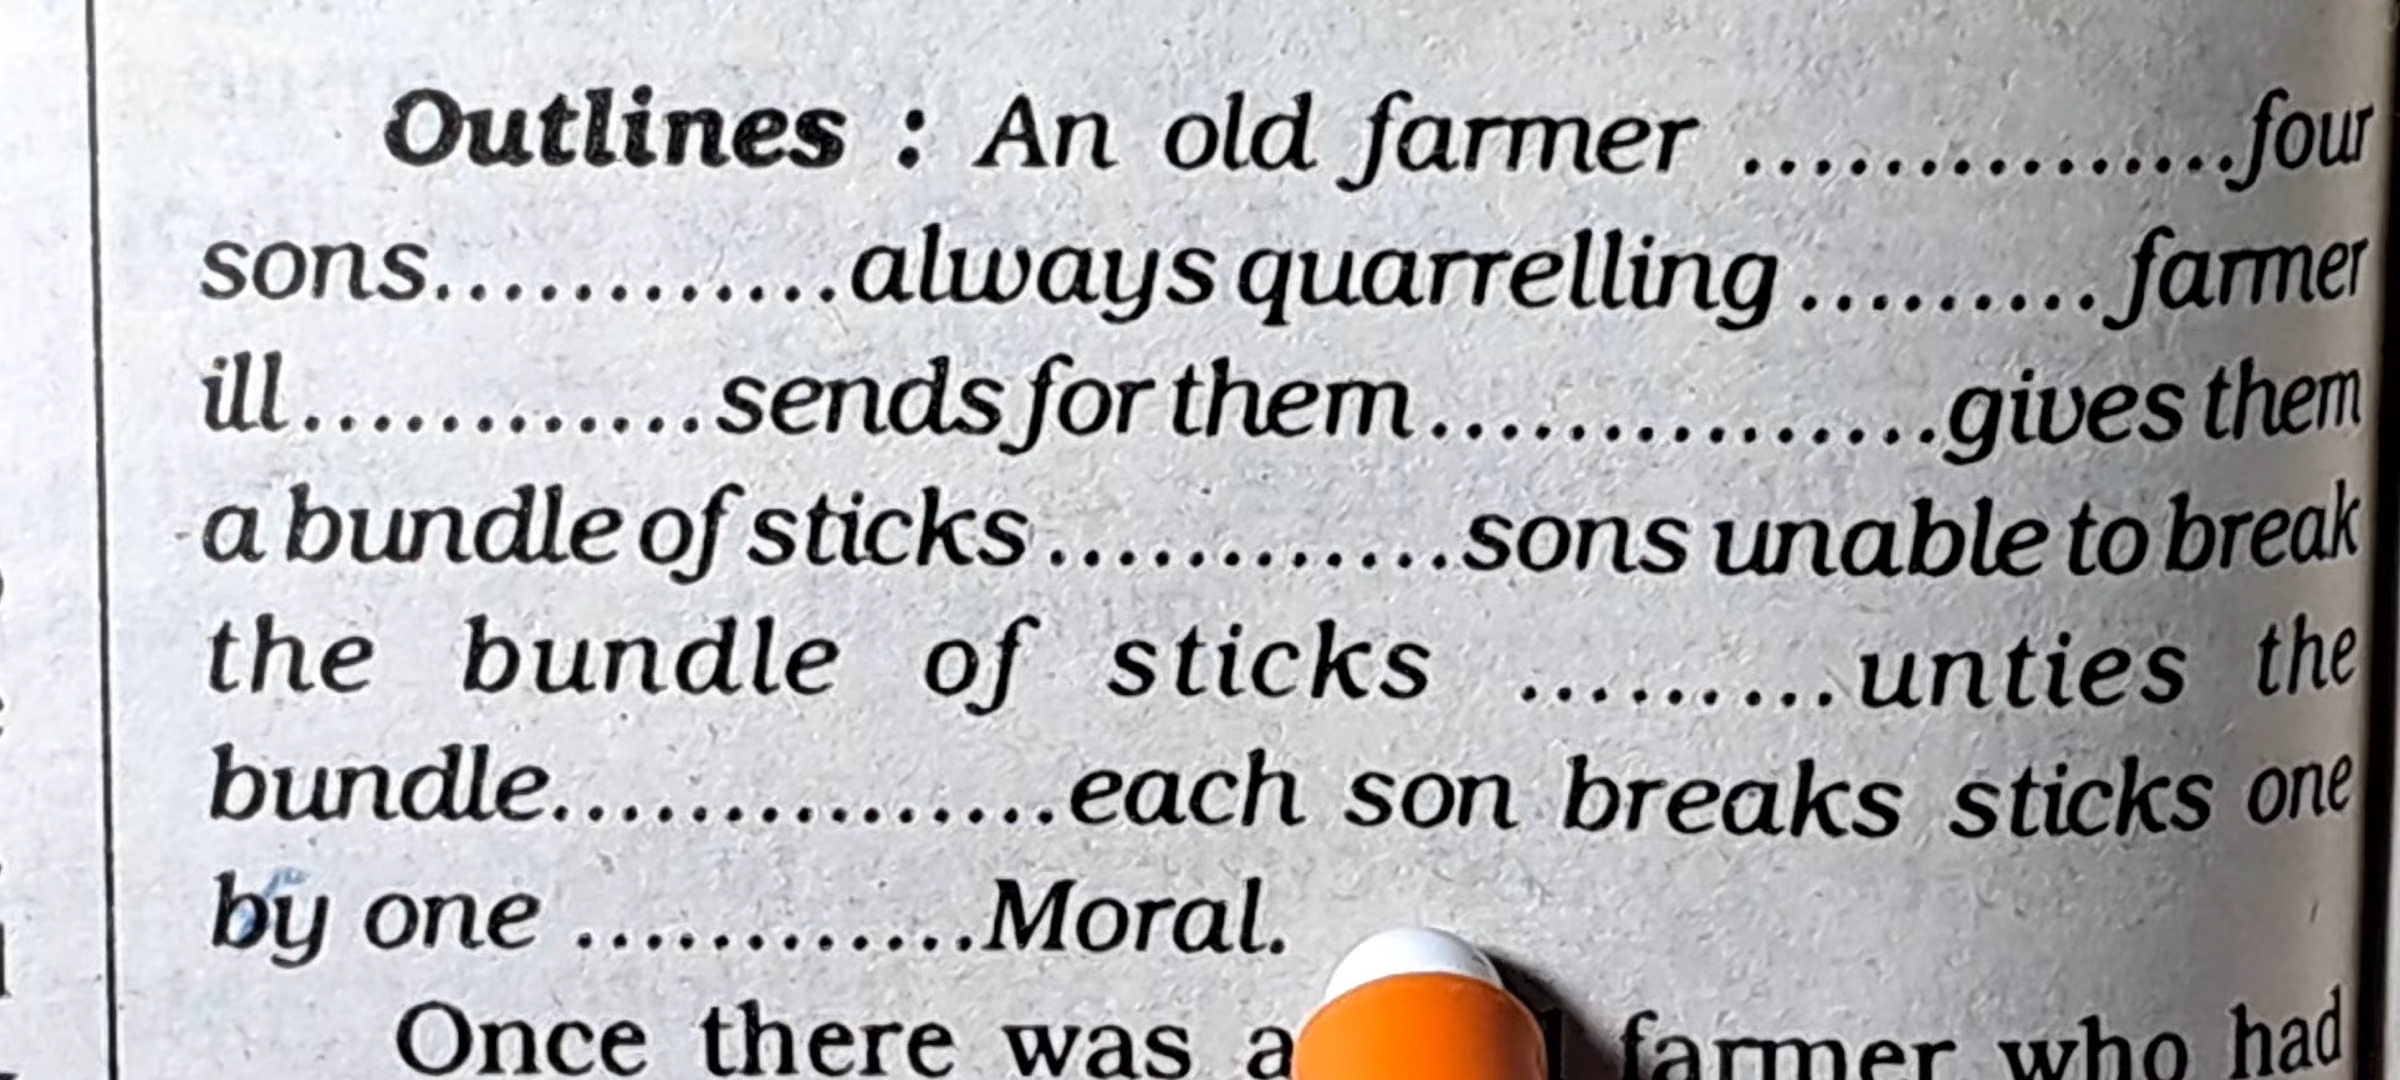 Outlines : An old farmer ...............four
sons............always quarrelling ......... farmer
ill............sends for them...............gives them
a bundle of sticks ............sons unable to break
the bundle of sticks ..........unties the
bundle...............each son breaks sticks one
by one ............Moral.
Once there was a farmer who had